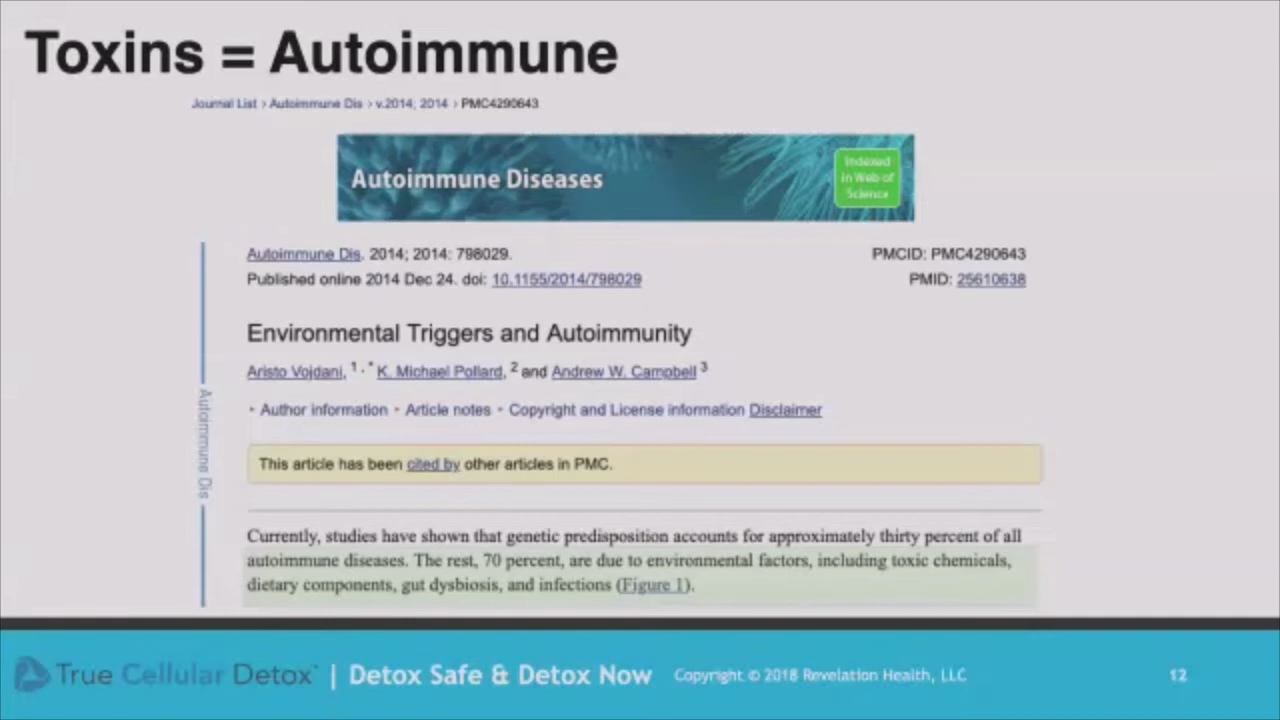 Toxins = Autoimmune
Journal List > Autoimmune Dis > v.2014; 2014 > PMC4290643
Autoimmune Diseases
Indexed
in Web of
Science
Autoimmune Dis. 2014; 2014: 798029.
PMCID: PMC4290643
Published online 2014 Dec 24. doi: 10.1155/2014/798029
PMID: 25610638
Environmental Triggers and Autoimmunity
Aristo Vojdani, 1 , * K. Michael Pollard, 2 and Andrew W. Campbell 3
Author information • Article notes • Copyright and License information Disclaimer
Autoimmune Dis
This article has been cited by other articles in PMC.
Currently, studies have shown that genetic predisposition accounts for approximately thirty percent of all
autoimmune diseases. The rest, 70 percent, are due to environmental factors, including toxic chemicals,
dietary components, gut dysbiosis, and infections (Figure 1).
True Cellular Detox™ | Detox Safe & Detox Now Copyright © 2018 Revelation Health, LLC 12